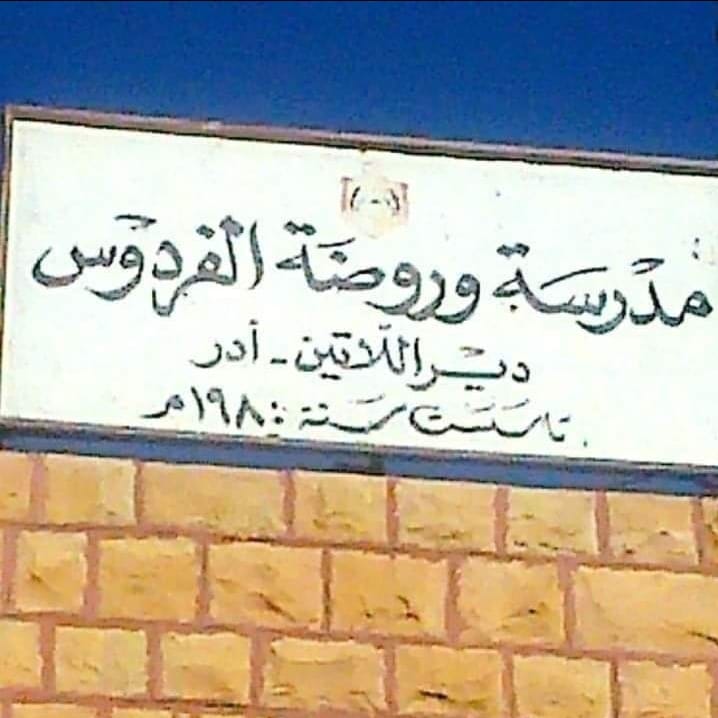 مدرسة وروضة الفردوس
دير اللاتين - أدر
تأسست سنة ١٩٨٠م